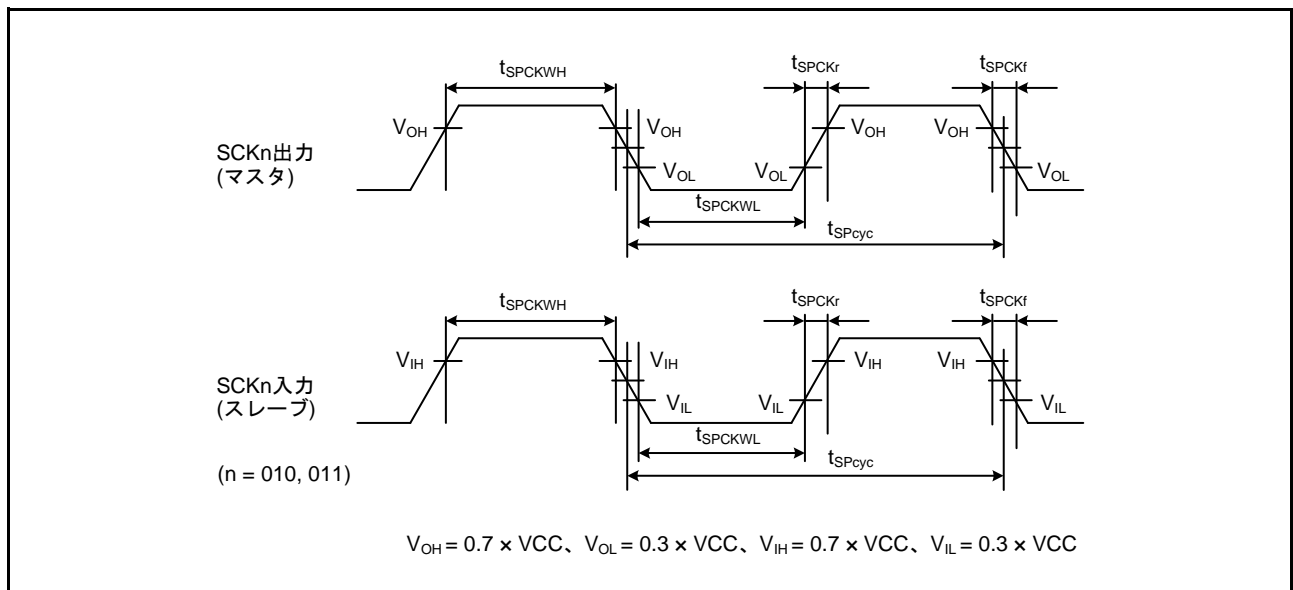 tSPCKWH
tSPCKr
tSPCKf
VOH
VOH
VOH
VOH
SCKn出力
(マスタ)
VOL
VOL
VOL
tSPCKWL
tSPcyc
tSPCKWH
tSPCKr
tSPCKf
VIH
VIH
VIH
VIH
SCKn入力
(スレーブ)
VIL
VIL
VIL
tSPCKWL
tSPcyc
(n = 010, 011)
VOH = 0.7 × VCC、VOL = 0.3 × VCC、VIH = 0.7 × VCC、VIL = 0.3 × VCC